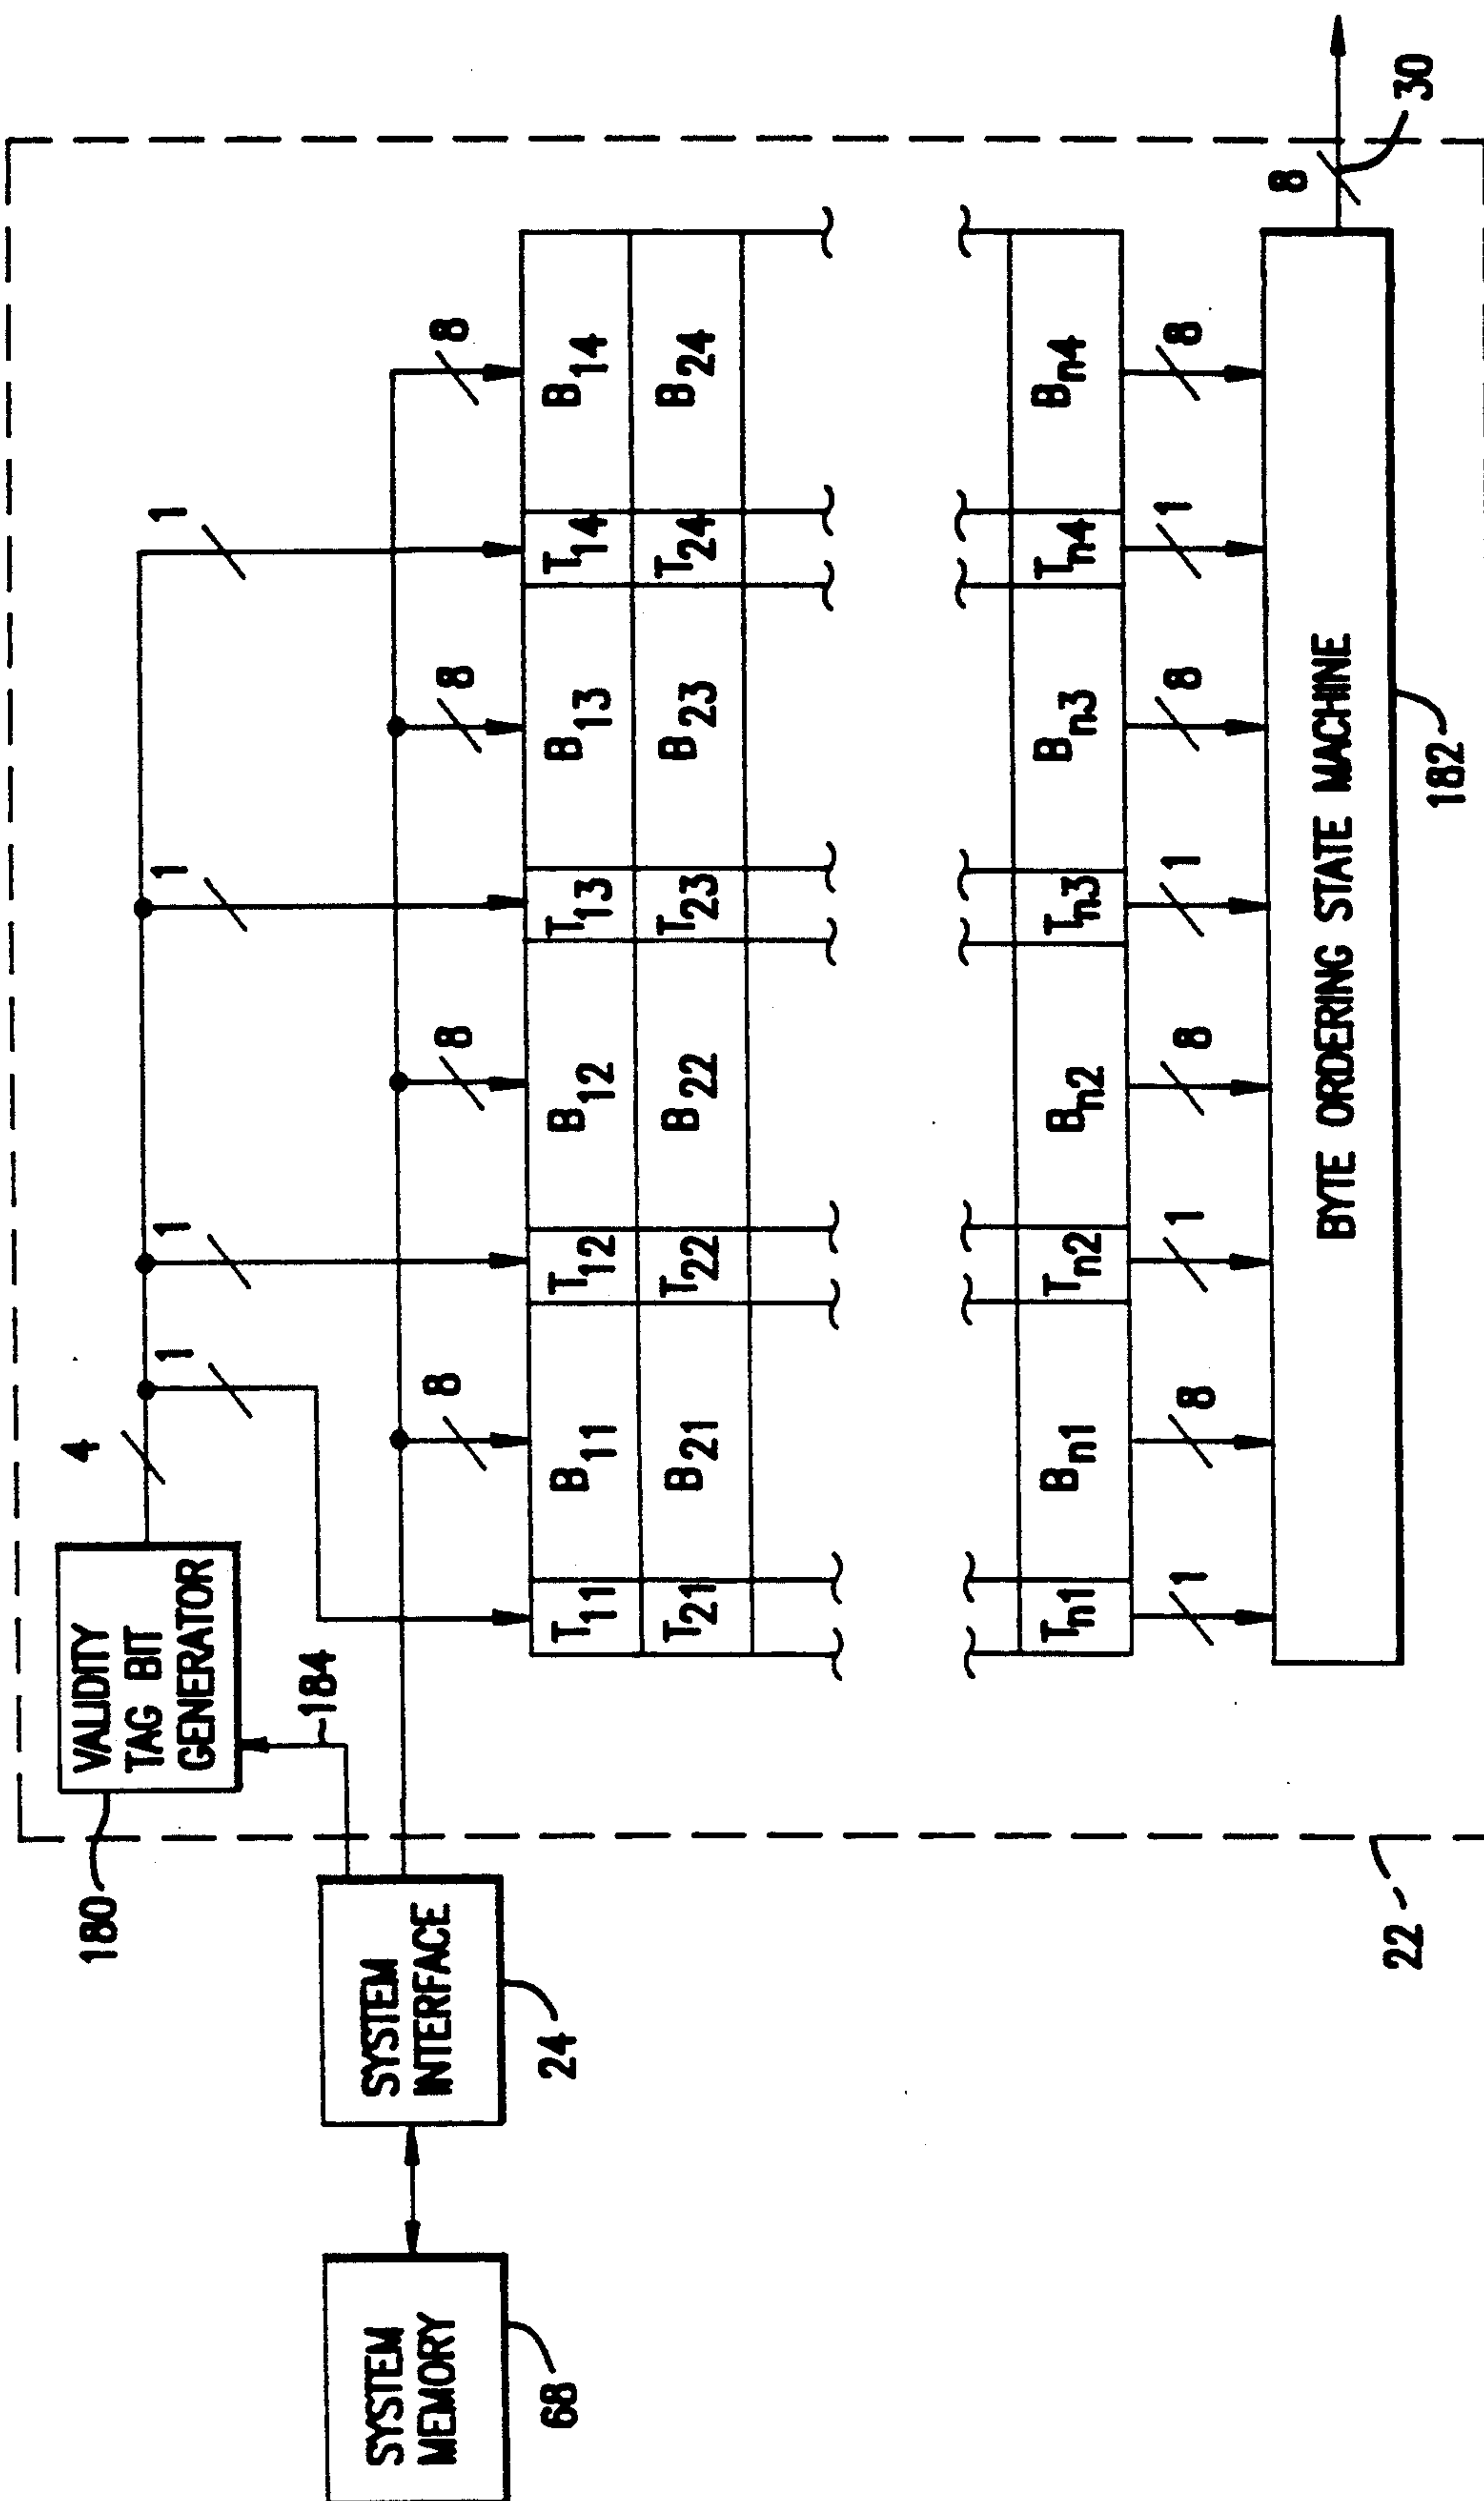 VALIDITY
TAG BIT
GENERATOR
180
184
4
1
1
1
1
8
8
8
8
SYSTEM
MEMORY
68
SYSTEM
INTERFACE
24
T11 B11 T12 B12 T13 B13 T14 B14
T21 B21 T22 B22 T23 B23 T24 B24
Tn1 Bn1 Tn2 Bn2 Tn3 Bn3 Tn4 Bn4
1 8 1 8 1 8 1 8
BYTE ORDERING STATE MACHINE
182
8
30
22